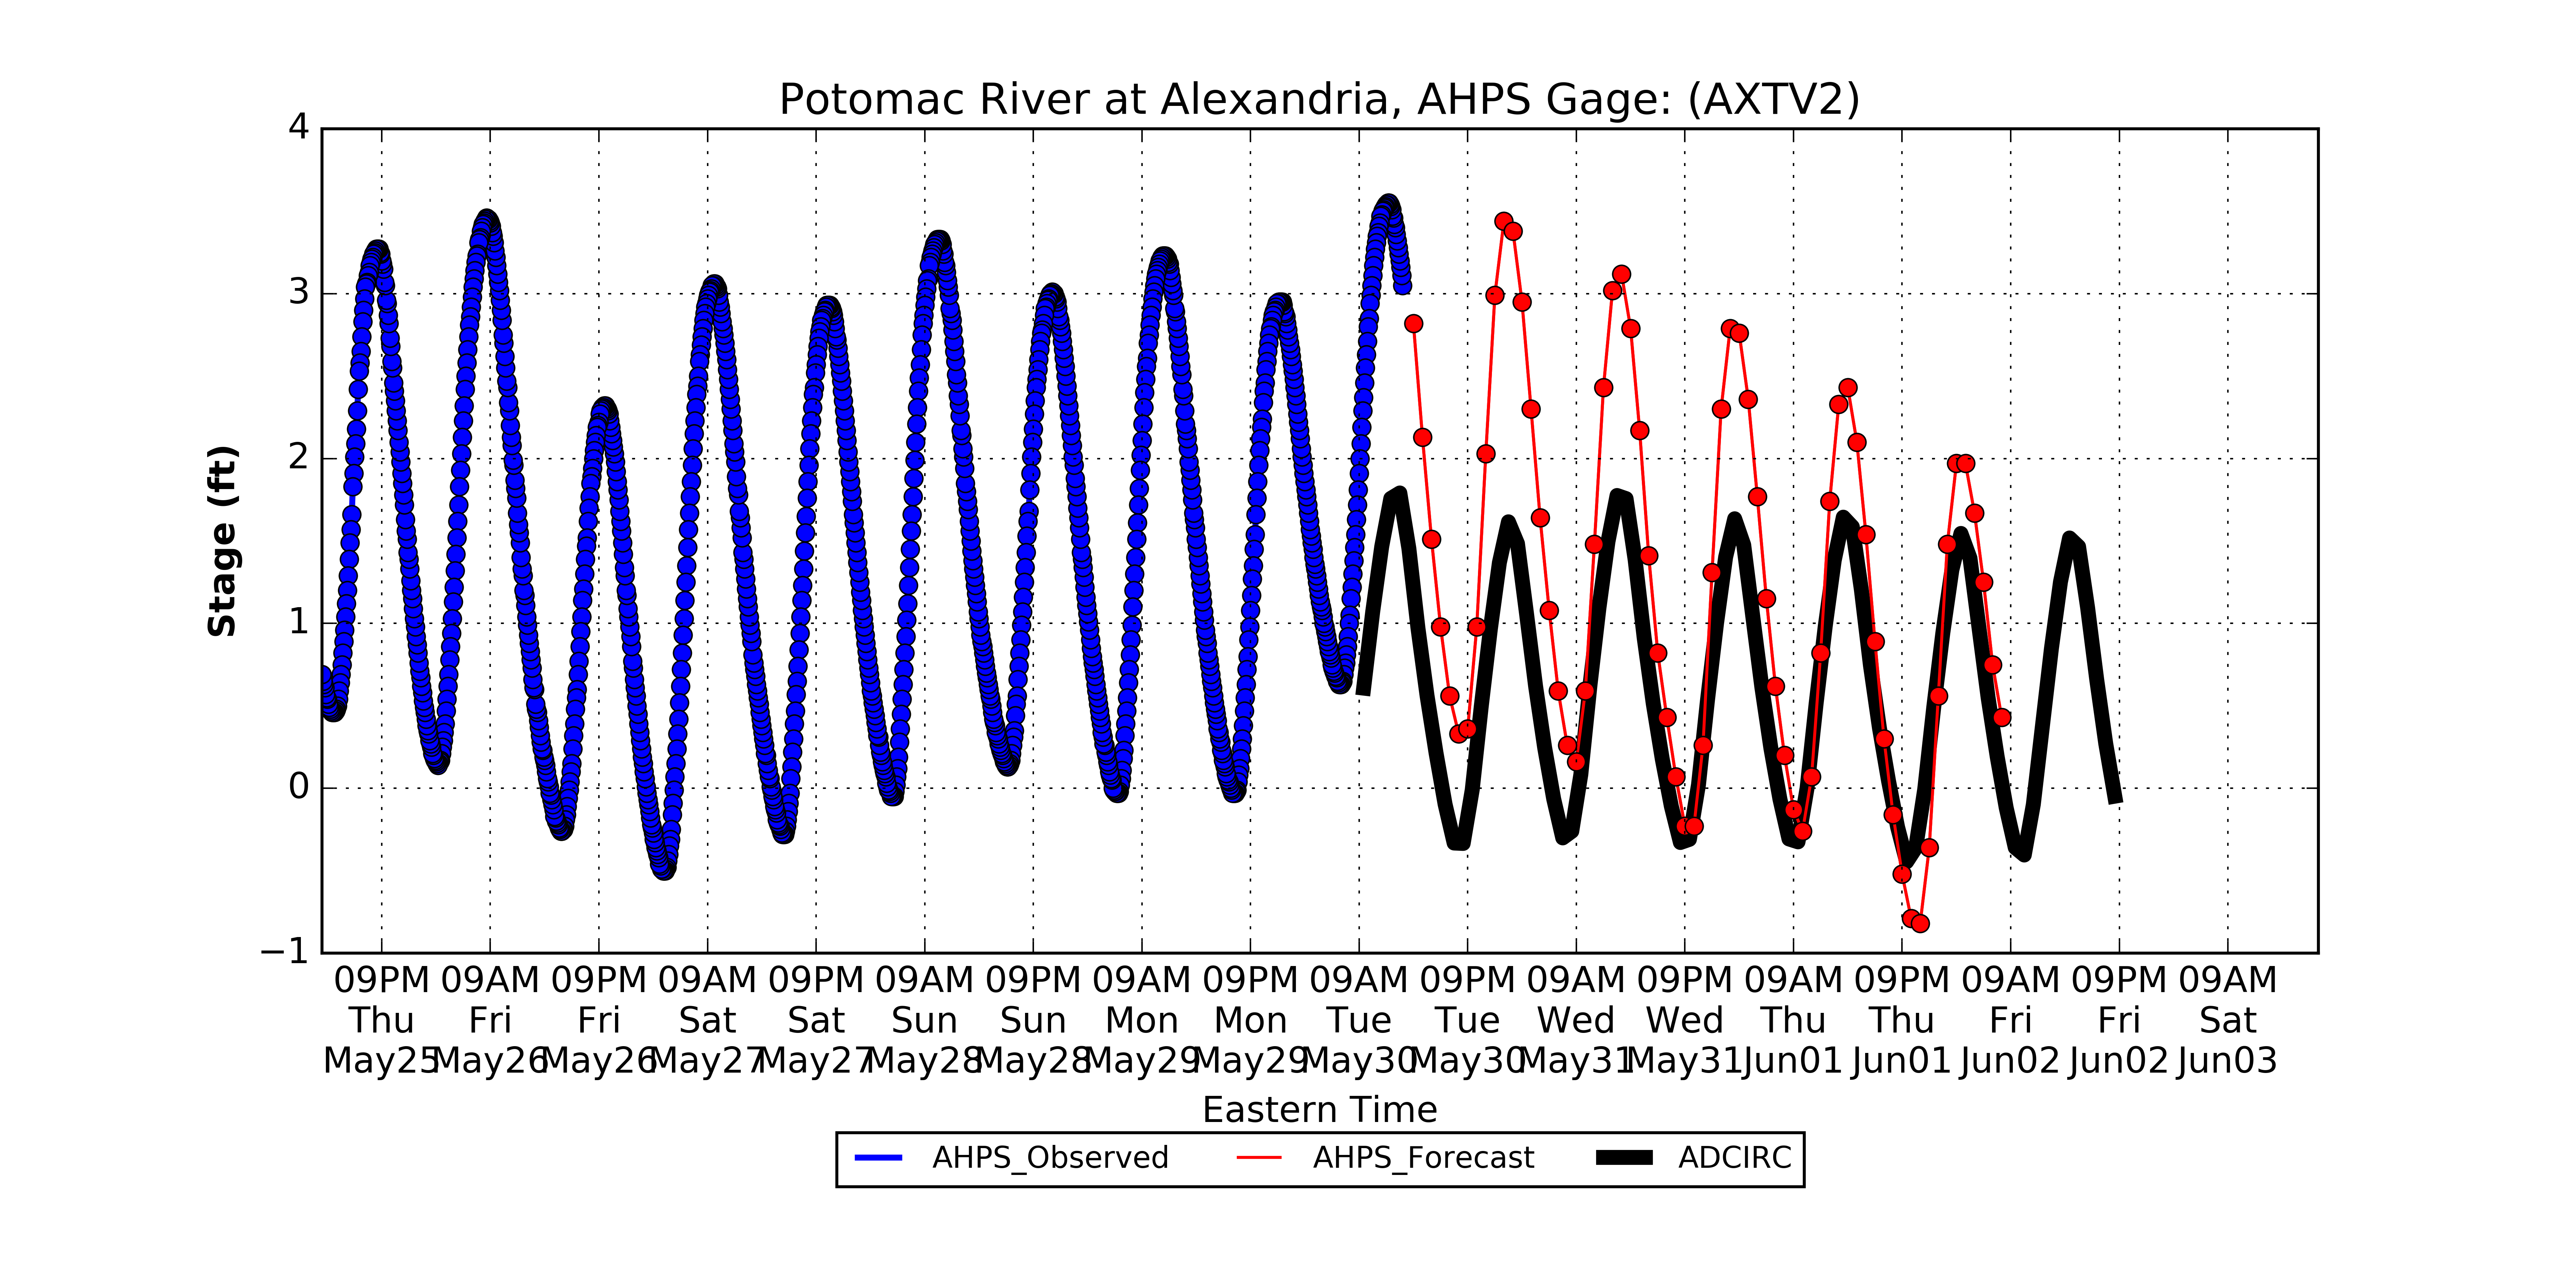 Potomac River at Alexandria, AHPS Gage: (AXTV2)
4
3
2
1
0
−1
Stage (ft)
09PM 09AM 09PM 09AM 09PM 09AM 09PM 09AM 09PM 09AM 09PM 09AM 09PM 09AM 09PM 09AM 09PM 09AM
Thu Fri Fri Sat Sat Sun Sun Mon Mon Tue Tue Wed Wed Thu Thu Fri Fri Sat
May25 May26 May26 May27 May27 May28 May28 May29 May29 May30 May30 May31 May31 Jun01 Jun01 Jun02 Jun02 Jun03
Eastern Time
AHPS_Observed AHPS_Forecast ADCIRC